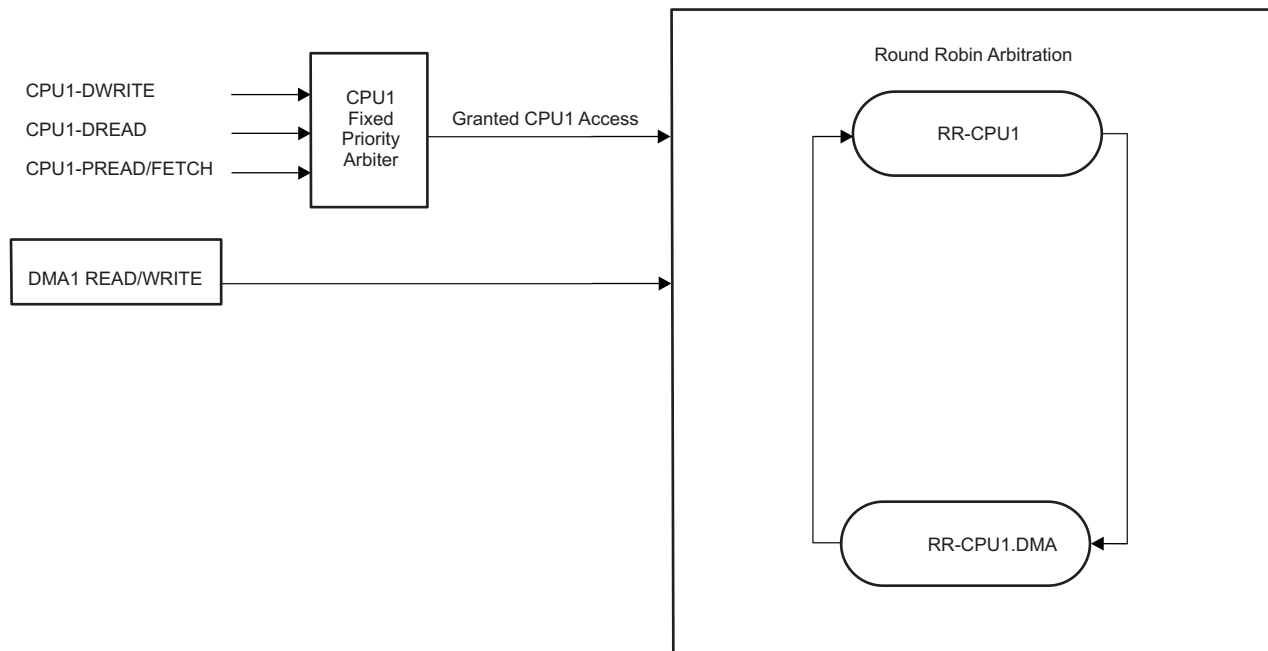 CPU1-DWRITE
CPU1-DREAD
CPU1-PREAD/FETCH
CPU1
Fixed
Priority
Arbiter
Granted CPU1 Access
DMA1 READ/WRITE
Round Robin Arbitration
RR-CPU1
RR-CPU1.DMA